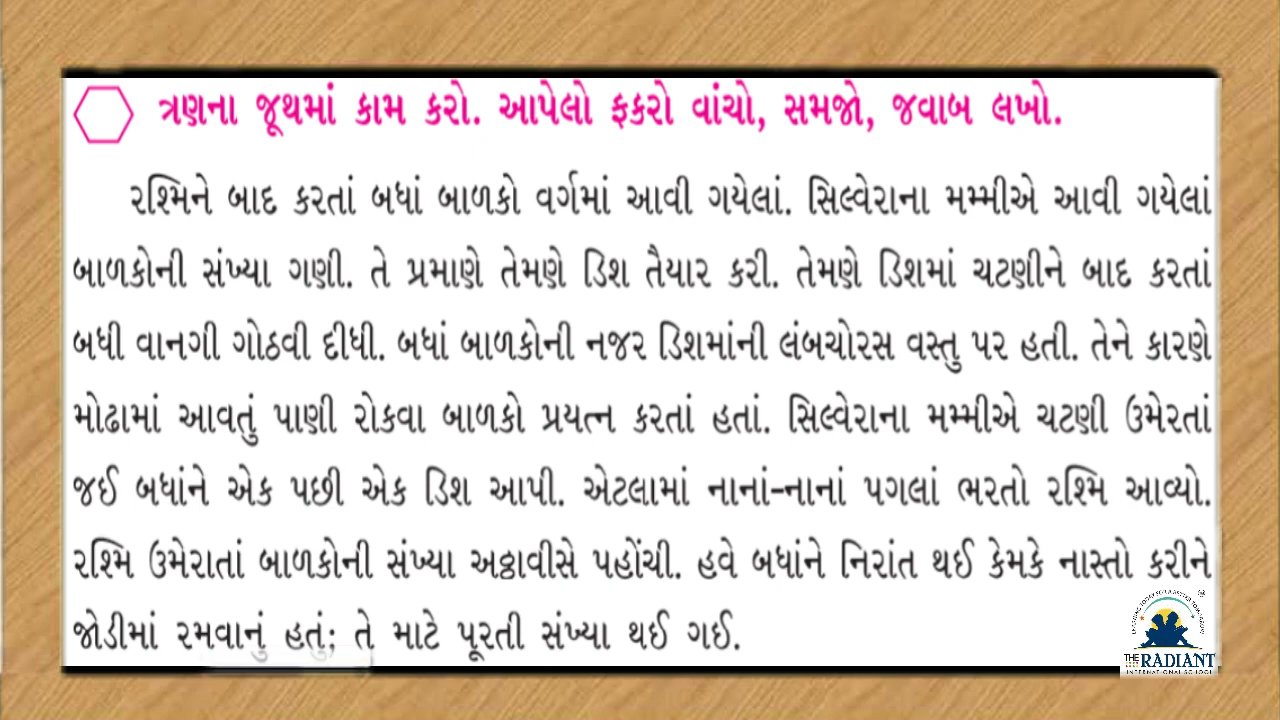 ત્રણના જૂથમાં કામ કરો. આપેલો ફકરો વાંચો, સમજો, જવાબ લખો.
રશ્મિને બાદ કરતાં બધાં બાળકો વર્ગમાં આવી ગયેલાં. સિલ્વેરાના મમ્મીએ આવી ગયેલાં
બાળકોની સંખ્યા ગણી. તે પ્રમાણે તેમણે ડિશ તૈયાર કરી. તેમણે ડિશમાં ચટણીને બાદ કરતાં
બધી વાનગી ગોઠવી દીધી. બધાં બાળકોની નજર ડિશમાંની લંબચોરસ વસ્તુ પર હતી. તેને કારણે
મોઢામાં આવતું પાણી રોકવા બાળકો પ્રયત્ન કરતાં હતાં. સિલ્વેરાના મમ્મીએ ચટણી ઉમેરતાં
જઈ બધાંને એક પછી એક ડિશ આપી. એટલામાં નાનાં-નાનાં પગલાં ભરતો રશ્મિ આવ્યો.
રશ્મિ ઉમેરાતાં બાળકોની સંખ્યા અઠ્ઠાવીસે પહોંચી. હવે બધાંને નિરાંત થઈ કેમકે નાસ્તો કરીને
જોડીમાં રમવાનું હતું; તે માટે પૂરતી સંખ્યા થઈ ગઈ.
THE RADIANT
INTERNATIONAL SCHOOL